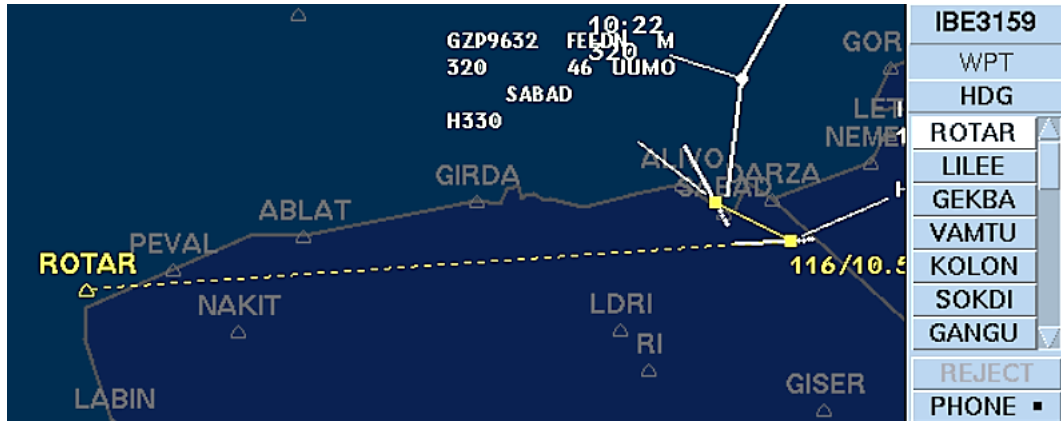 10:22
GZP9632 FEEDN M
320
320 46 UUMO
SABAD
H330
GOR
LET
NEME
ALIVO
DARZA
SABAD
GIRDA
ABLAT
PEVAL
ROTAR
116/10.5
NAKIT
LDRI
RI
LABIN
GISER
IBE3159
WPT
HDG
ROTAR
LILEE
GEKBA
VAMTU
KOLON
SOKDI
GANGU
REJECT
PHONE